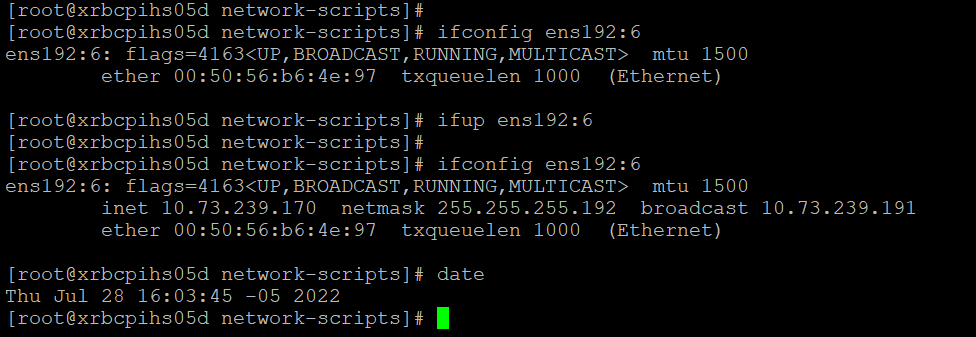 [root@xrbcpihs05d network-scripts]#
[root@xrbcpihs05d network-scripts]# ifconfig ens192:6
ens192:6: flags=4163<UP,BROADCAST,RUNNING,MULTICAST>  mtu 1500
        ether 00:50:56:b6:4e:97  txqueuelen 1000  (Ethernet)

[root@xrbcpihs05d network-scripts]# ifup ens192:6
[root@xrbcpihs05d network-scripts]#
[root@xrbcpihs05d network-scripts]# ifconfig ens192:6
ens192:6: flags=4163<UP,BROADCAST,RUNNING,MULTICAST>  mtu 1500
        inet 10.73.239.170  netmask 255.255.255.192  broadcast 10.73.239.191
        ether 00:50:56:b6:4e:97  txqueuelen 1000  (Ethernet)

[root@xrbcpihs05d network-scripts]# date
Thu Jul 28 16:03:45 -05 2022
[root@xrbcpihs05d network-scripts]#